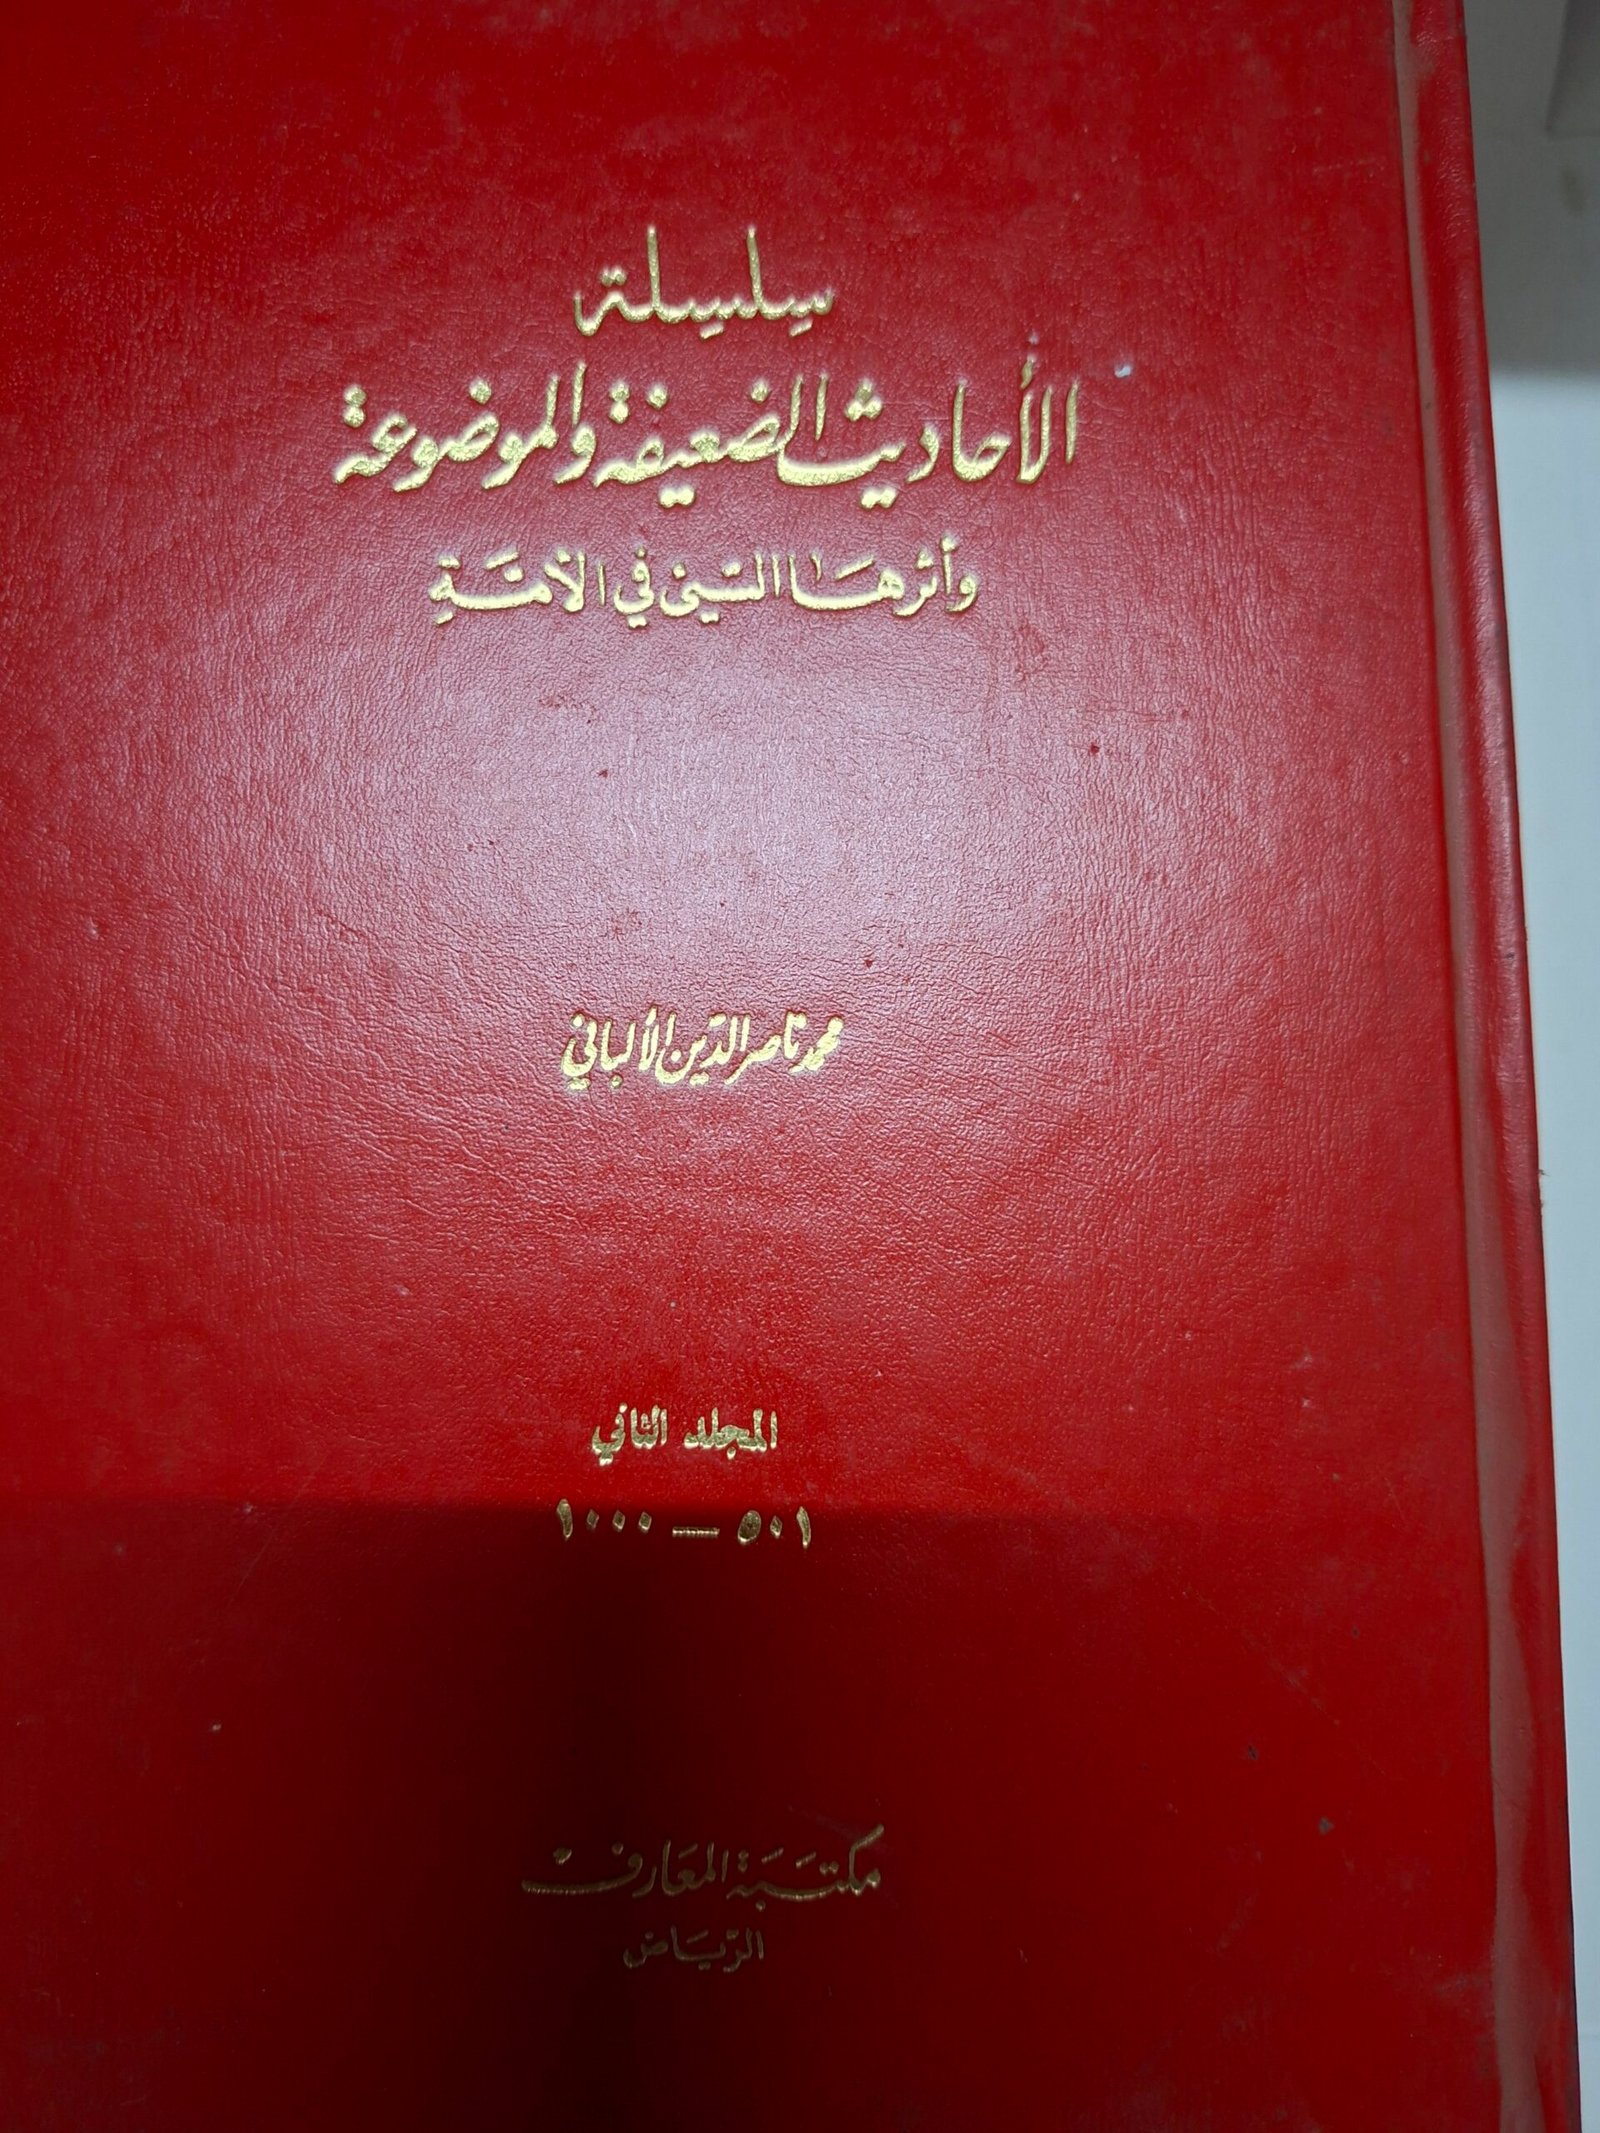 سلسلة
الأحاديث الضعيفة والموضوعة
وأثرها السيئ في الأمة
محمد ناصر الدين الألباني
المجلد الثاني
٥٠١ — ١٠٠٠
مكتبة المعارف
الرياض